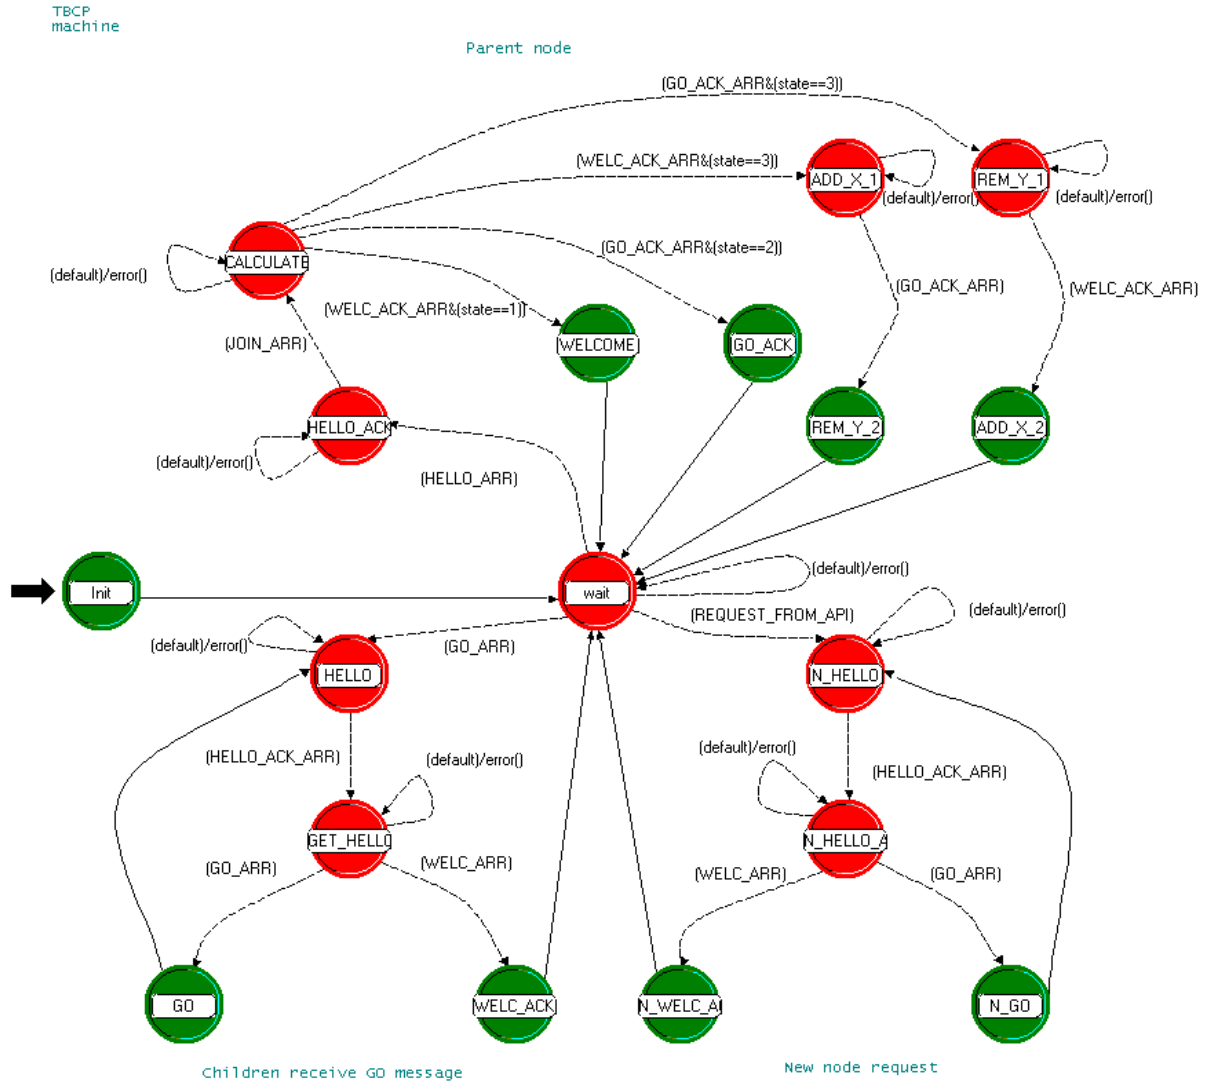 TBCP
machine
Parent node
(GO_ACK_ARR&(state==3))
(WELC_ACK_ARR&(state==3))
ADD_X_1
REM_Y_1
(default)/error()
(default)/error()
(GO_ACK_ARR&(state==2))
CALCULATE
(default)/error()
(GO_ACK_ARR)
(WELC_ACK_ARR)
(WELC_ACK_ARR&(state==1))
(JOIN_ARR)
WELCOME
GO_ACK
HELLO_ACK
REM_Y_2
ADD_X_2
(default)/error()
(HELLO_ARR)
(default)/error()
Init
wait
(REQUEST_FROM_API)
(default)/error()
(default)/error()
(GO_ARR)
HELLO
N_HELLO
(HELLO_ACK_ARR)
(default)/error()
(default)/error()
(HELLO_ACK_ARR)
GET_HELLO
N_HELLO_A
(GO_ARR)
(WELC_ARR)
(WELC_ARR)
(GO_ARR)
GO
WELC_ACK
N_WELC_A
N_GO
Children receive GO message
New node request